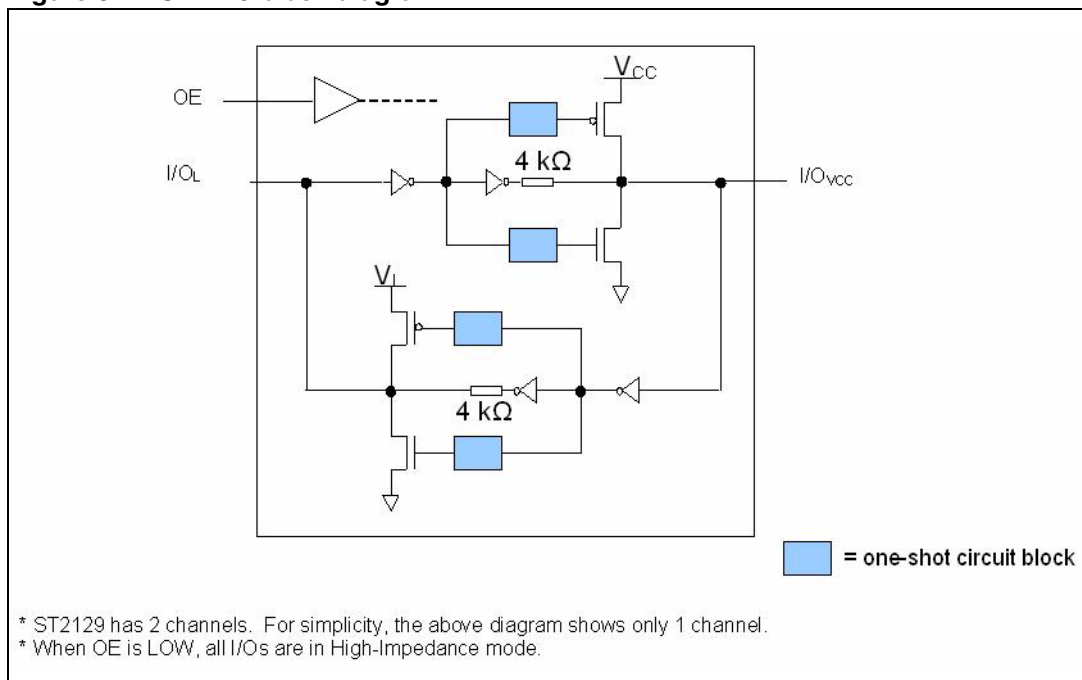 OE
I/OL
VCC
4 kΩ
I/OVCC
VL
4 kΩ
= one-shot circuit block
* ST2129 has 2 channels. For simplicity, the above diagram shows only 1 channel.
* When OE is LOW, all I/Os are in High-Impedance mode.